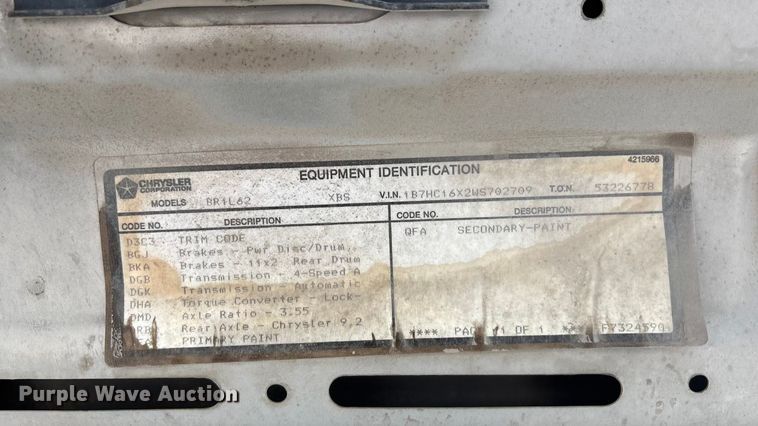 4215966
CHRYSLER
CORPORATION
EQUIPMENT IDENTIFICATION
MODELS BR1L62 XBS V.I.N. 1B7HC16X2WS702709 T.O.N. 53226778
CODE NO. DESCRIPTION CODE NO. DESCRIPTION
D3C3 TRIM CODE QFA SECONDARY-PAINT
BGJ Brakes - Pwr Disc/Drum,
BKA Brakes - 11x2 Rear Drum
DGB Transmission - 4-Speed A
DGK Transmission - Automatic
DHA Torque Converter - Lock-
DMD Axle Ratio - 3.55
DRB Rear Axle - Chrysler 9.2
PRIMARY PAINT **** PAGE 1 OF 1 F7324590
Purple Wave Auction